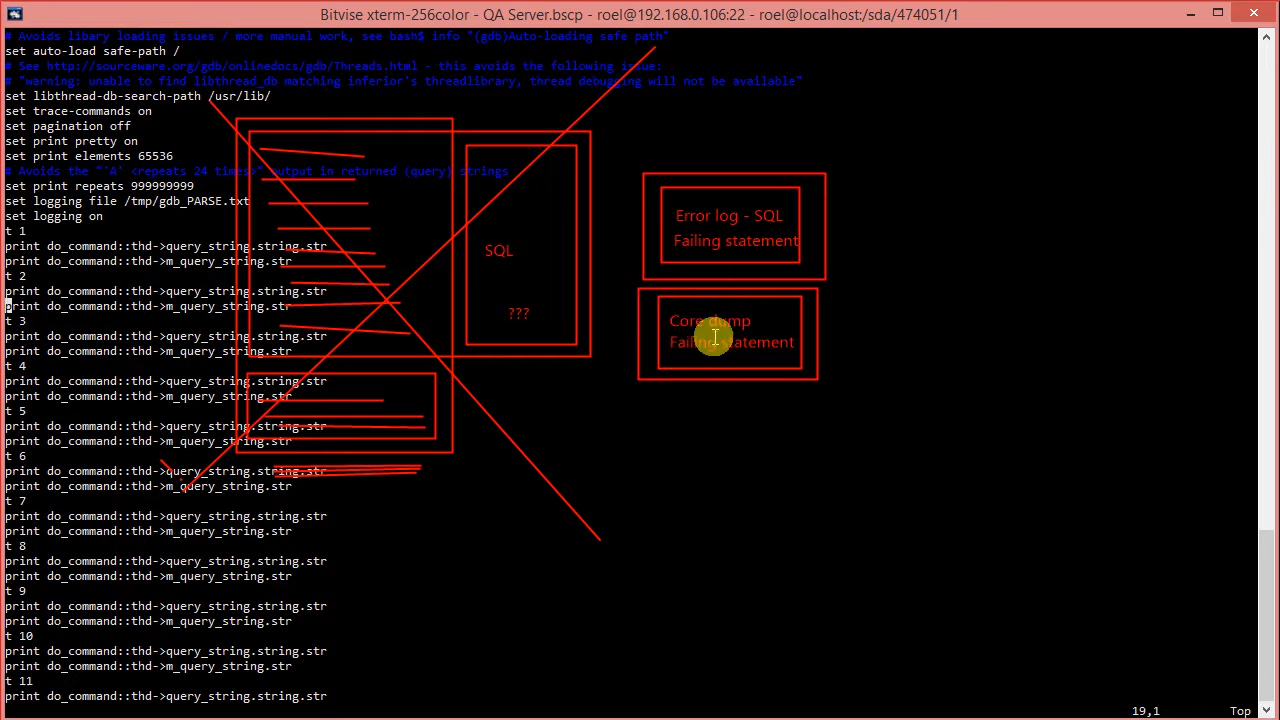 Bitvise xterm-256color - QA Server.bscp - roel@192.168.0.106:22 - roel@localhost:/sda/474051/1
# Avoids libary loading issues / more manual work, see bash$ info "(gdb)Auto-loading safe path"
set auto-load safe-path /
# See http://sourceware.org/gdb/onlinedocs/gdb/Threads.html - this avoids the following issue:
# "warning: unable to find libthread_db matching inferior's threadlibrary, thread debugging will not be available"
set libthread-db-search-path /usr/lib/
set trace-commands on
set pagination off
set print pretty on
set print elements 65536
# Avoids the "'A' <repeats 24 times>" output in returned (query) strings
set print repeats 999999999
set logging file /tmp/gdb_PARSE.txt
set logging on
t 1
print do_command::thd->query_string.string.str
print do_command::thd->m_query_string.str
t 2
print do_command::thd->query_string.string.str
print do_command::thd->m_query_string.str
t 3
print do_command::thd->query_string.string.str
print do_command::thd->m_query_string.str
t 4
print do_command::thd->query_string.string.str
print do_command::thd->m_query_string.str
t 5
print do_command::thd->query_string.string.str
print do_command::thd->m_query_string.str
t 6
print do_command::thd->query_string.string.str
print do_command::thd->m_query_string.str
t 7
print do_command::thd->query_string.string.str
print do_command::thd->m_query_string.str
t 8
print do_command::thd->query_string.string.str
print do_command::thd->m_query_string.str
t 9
print do_command::thd->query_string.string.str
print do_command::thd->m_query_string.str
t 10
print do_command::thd->query_string.string.str
print do_command::thd->m_query_string.str
t 11
print do_command::thd->query_string.string.str
19,1 Top
SQL
???
Error log - SQL
Failing statement
Core dump
Failing statement